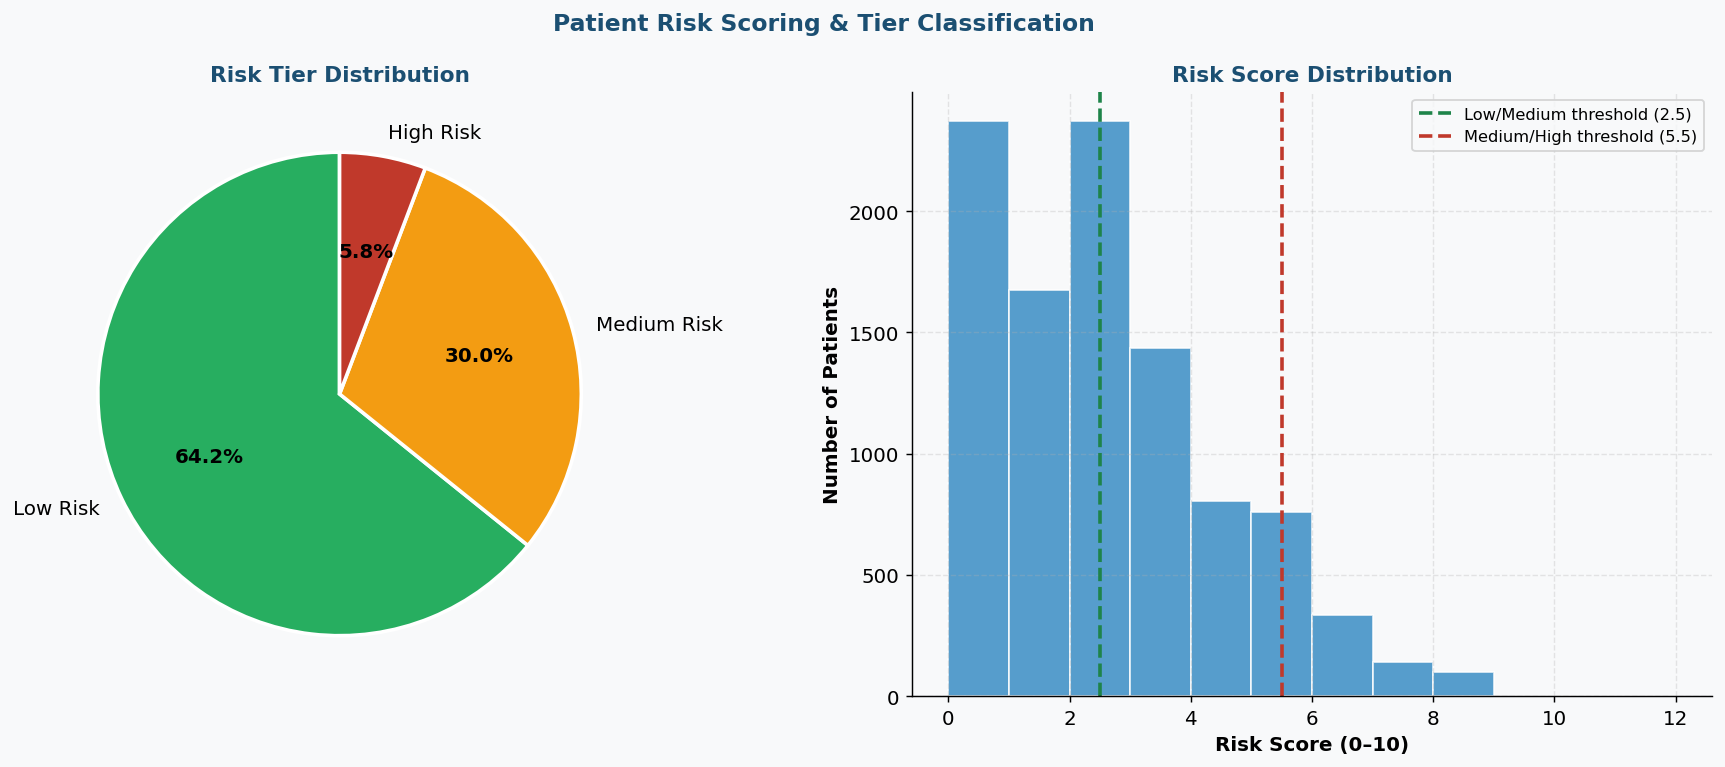 Patient Risk Scoring & Tier Classification
Risk Tier Distribution
High Risk
5.8%
Medium Risk
30.0%
64.2%
Low Risk
Risk Score Distribution
Low/Medium threshold (2.5)
Medium/High threshold (5.5)
Number of Patients
2000
1500
1000
500
0
0 2 4 6 8 10 12
Risk Score (0–10)